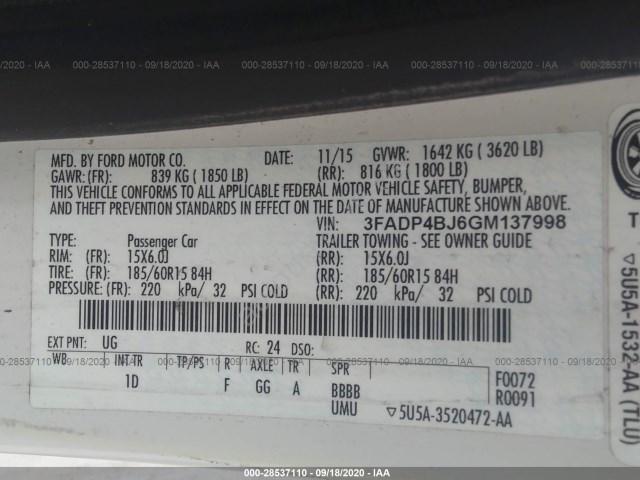 000-28537110 - 09/18/2020 - IAA
MFD. BY FORD MOTOR CO. DATE: 11/15 GVWR: 1642 KG ( 3620 LB)
GAWR: (FR): 839 KG ( 1850 LB) (RR): 816 KG ( 1800 LB)
THIS VEHICLE CONFORMS TO ALL APPLICABLE FEDERAL MOTOR VEHICLE SAFETY, BUMPER,
AND THEFT PREVENTION STANDARDS IN EFFECT ON THE DATE OF MANUFACTURE SHOWN ABOVE.
VIN: 3FADP4BJ6GM137998
TYPE: Passenger Car TRAILER TOWING - SEE OWNER GUIDE
RIM: (FR): 15X6.0J (RR): 15X6.0J
TIRE: (FR): 185/60R15 84H (RR): 185/60R15 84H
PRESSURE: (FR): 220 kPa/ 32 PSI COLD (RR): 220 kPa/ 32 PSI COLD
EXT PNT: UG RC: 24 DSO:
WB INT TR TP/PS R AXLE TR SPR
1D F GG A BBBB
UMU
F0072
R0091
▽5U5A-3520472-AA
▽5U5A-1532-AA (TLU)
000-28537110 - 09/18/2020 - IAA